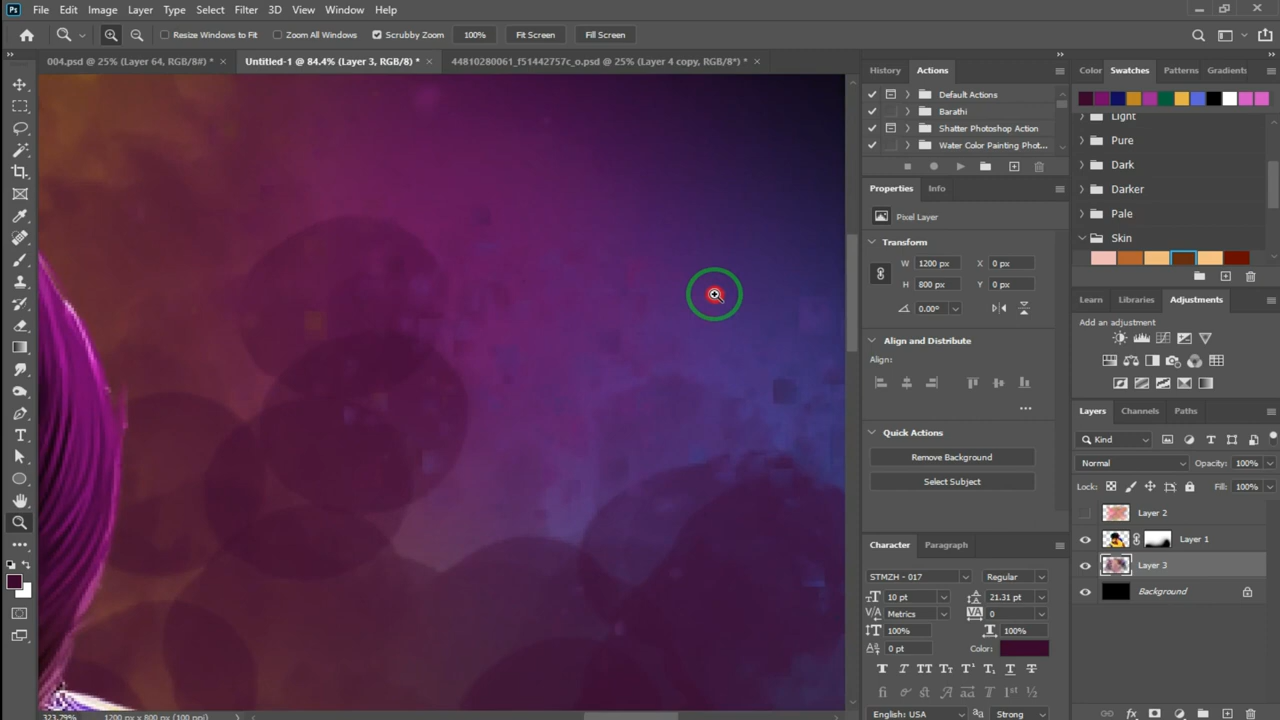 Ps File Edit Image Layer Type Select Filter 3D View Window Help
Resize Windows to Fit Zoom All Windows Scrubby Zoom 100% Fit Screen Fill Screen
004.psd @ 25% (Layer 64, RGB/8#) * × Untitled-1 @ 84.4% (Layer 3, RGB/8) * × 44810280061_f51442757c_o.psd @ 25% (Layer 4 copy, RGB/8*) * ×
History Actions
Default Actions
Barathi
Shatter Photoshop Action
Water Color Painting Phot...
Properties Info
Pixel Layer
Transform
W 1200 px X 0 px
H 800 px Y 0 px
0.00°
Align and Distribute
Align:
Quick Actions
Remove Background
Select Subject
Character Paragraph
STMZH - 017 Regular
10 pt 21.31 pt
Metrics 0
100% 100%
0 pt Color:
English: USA Strong
Color Swatches Patterns Gradients
Light
Pure
Dark
Darker
Pale
Skin
Learn Libraries Adjustments
Add an adjustment
Layers Channels Paths
Kind
Normal Opacity: 100%
Lock: Fill: 100%
Layer 2
Layer 1
Layer 3
Background
323.79% 1200 px x 800 px (100 ppi)